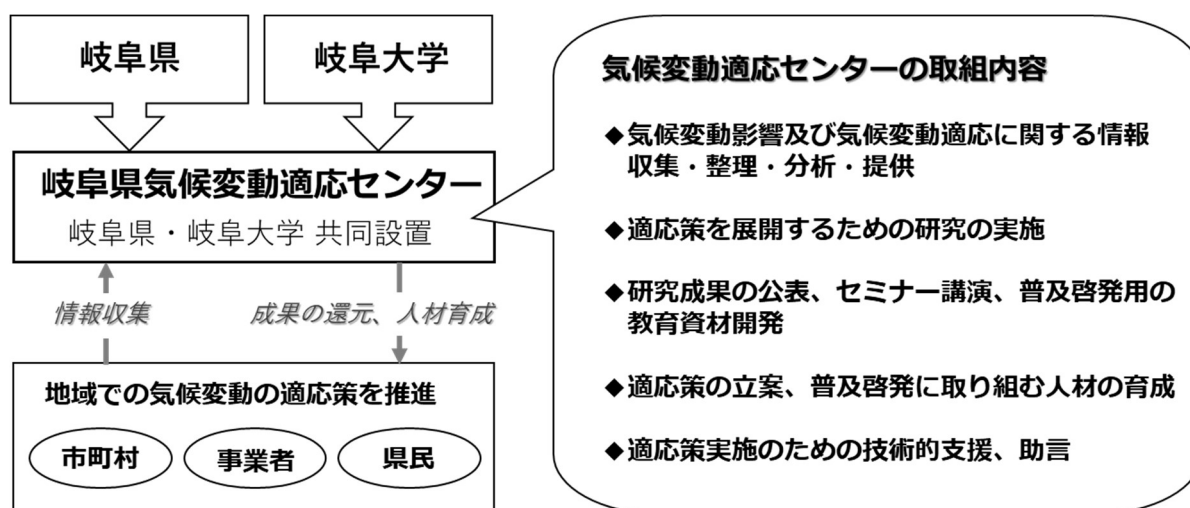 岐阜県
岐阜大学
岐阜県気候変動適応センター
岐阜県・岐阜大学 共同設置
情報収集
成果の還元、人材育成
地域での気候変動の適応策を推進
市町村
事業者
県民
気候変動適応センターの取組内容
◆気候変動影響及び気候変動適応に関する情報
収集・整理・分析・提供
◆適応策を展開するための研究の実施
◆研究成果の公表、セミナー講演、普及啓発用の
教育資材開発
◆適応策の立案、普及啓発に取り組む人材の育成
◆適応策実施のための技術的支援、助言